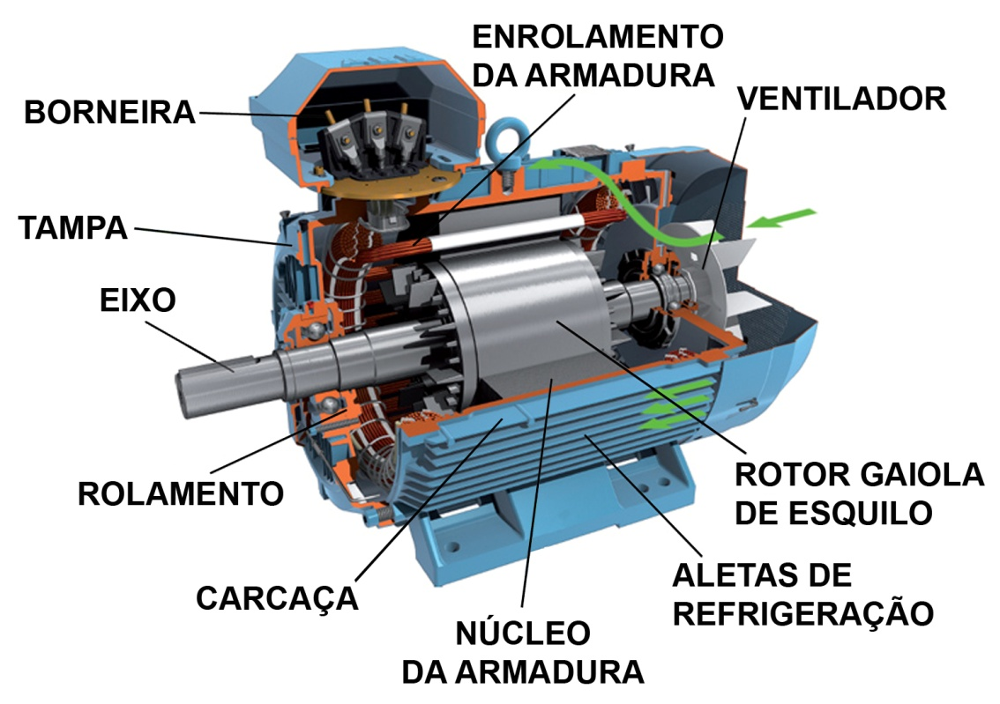 ENROLAMENTO
DA ARMADURA
VENTILADOR
BORNEIRA
TAMPA
EIXO
ROLAMENTO
CARCAÇA
NÚCLEO
DA ARMADURA
ROTOR GAIOLA
DE ESQUILO
ALETAS DE
REFRIGERAÇÃO